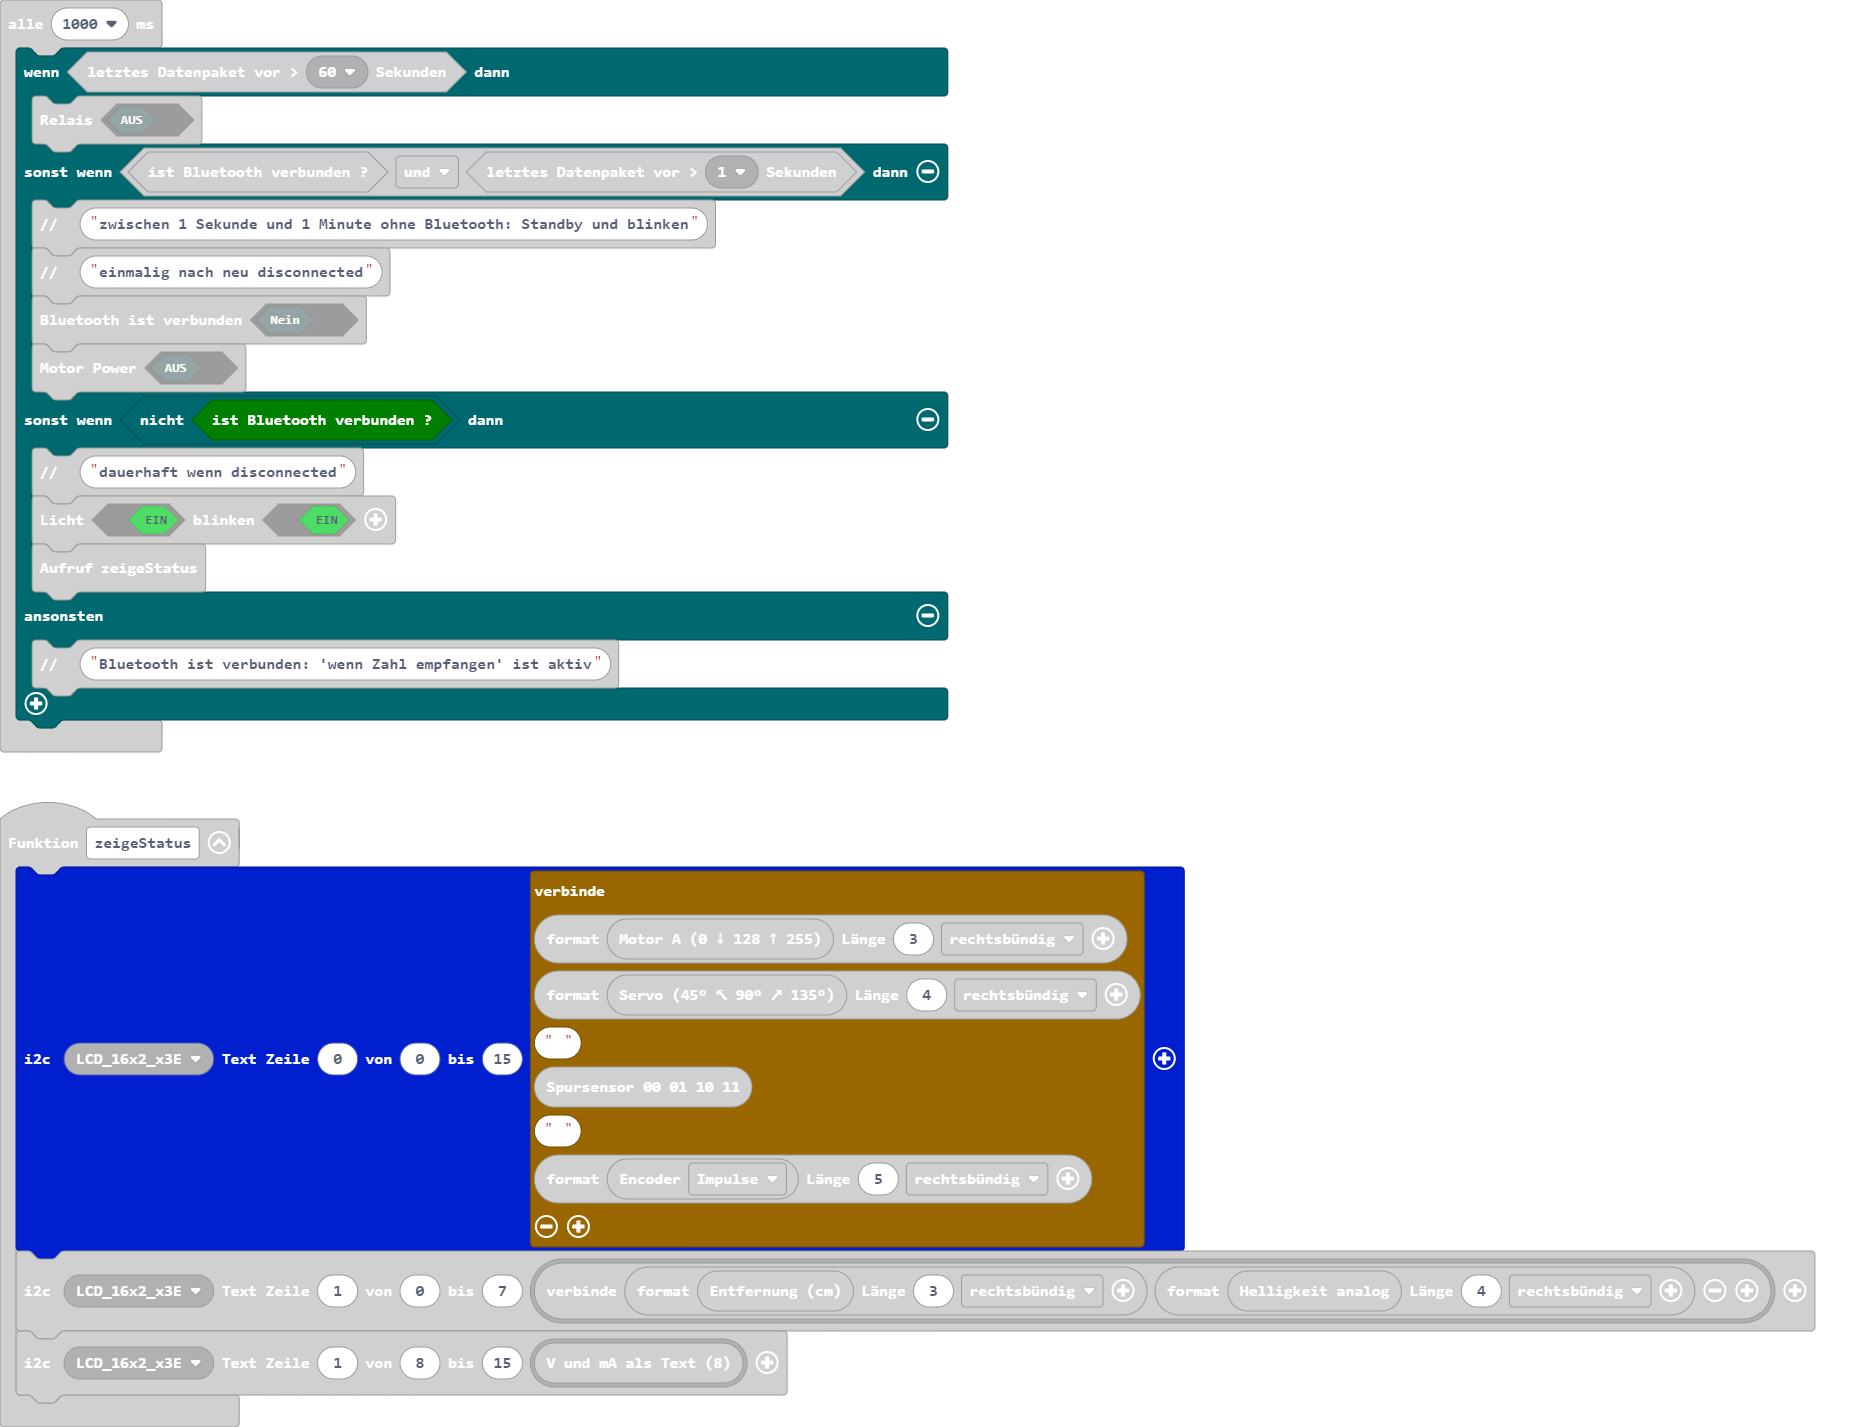 alle 1000 ms
wenn letztes Datenpaket vor > 60 Sekunden dann
Relais AUS
sonst wenn ist Bluetooth verbunden ? und letztes Datenpaket vor > 1 Sekunden dann
// "zwischen 1 Sekunde und 1 Minute ohne Bluetooth: Standby und blinken"
// "einmalig nach neu disconnected"
Bluetooth ist verbunden Nein
Motor Power AUS
sonst wenn nicht ist Bluetooth verbunden ? dann
// "dauerhaft wenn disconnected"
Licht EIN blinken EIN
Aufruf zeigeStatus
ansonsten
// "Bluetooth ist verbunden: 'wenn Zahl empfangen' ist aktiv"
Funktion zeigeStatus
verbinde
format Motor A (0 ↓ 128 ↑ 255) Länge 3 rechtsbündig
format Servo (45° ↖ 90° ↗ 135°) Länge 4 rechtsbündig
" "
i2c LCD_16x2_x3E Text Zeile 0 von 0 bis 15
Spursensor 00 01 10 11
" "
format Encoder Impulse Länge 5 rechtsbündig
i2c LCD_16x2_x3E Text Zeile 1 von 0 bis 7 verbinde format Entfernung (cm) Länge 3 rechtsbündig format Helligkeit analog Länge 4 rechtsbündig
i2c LCD_16x2_x3E Text Zeile 1 von 8 bis 15 V und mA als Text (8)